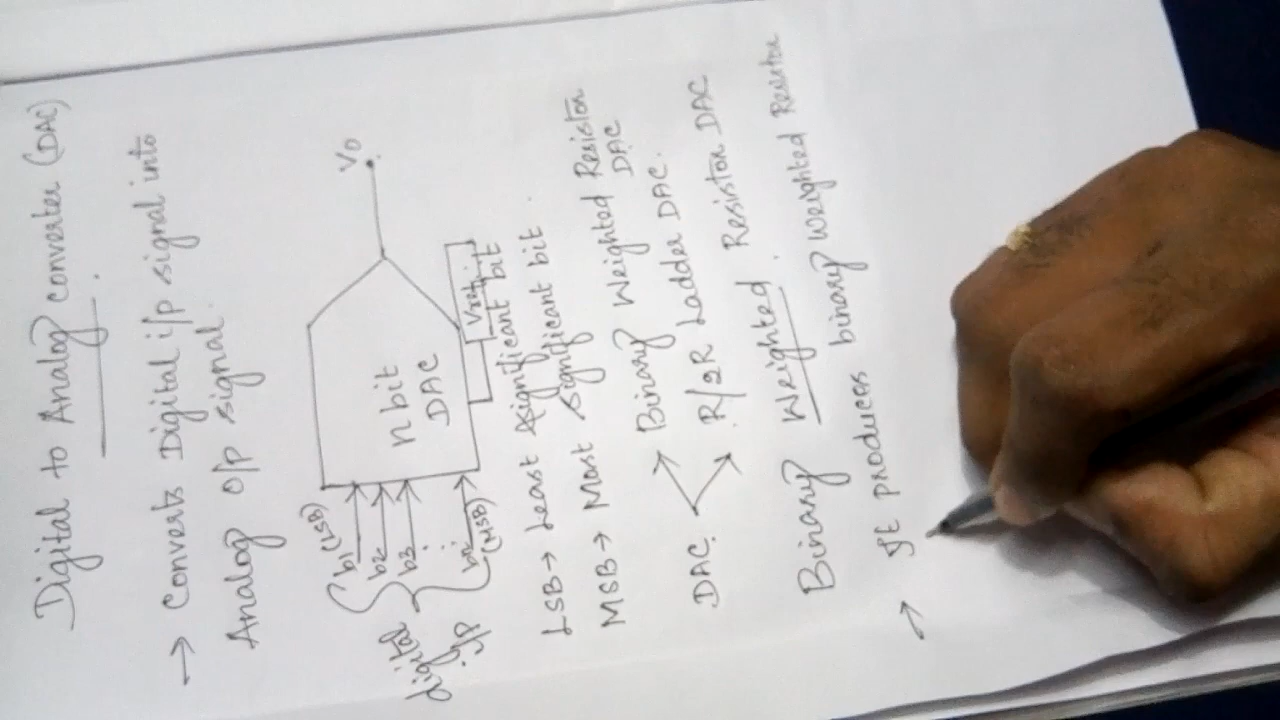 Digital to Analog converter (DAC)
→ Converts Digital i/p signal into
Analog o/p signal.
b1 (LSB)
b2
b3
bn (MSB)
digital i/p
n bit
DAC
Vo
Vref
LSB → Least significant bit
MSB → Most significant bit.
DAC. → Binary Weighted Resistor DAC
→ R/2R Ladder DAC.
Binary Weighted Resistor DAC
→ It produces binary weighted Resistor